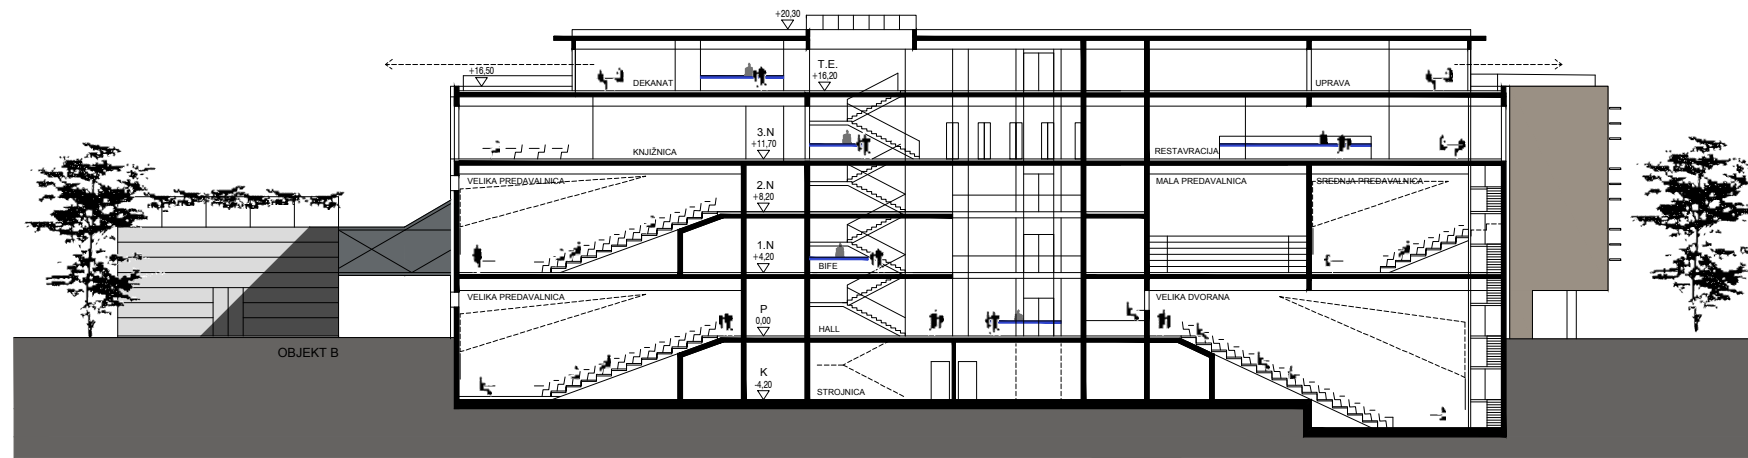 +20,30
+16,50
DEKANAT
T.E.
+16,20
UPRAVA
KNJIŽNICA
3.N
+11,70
RESTAVRACIJA
VELIKA PREDAVALNICA
2.N
+8,20
MALA PREDAVALNICA
SREDNJA PREDAVALNICA
1.N
+4,20
BIFE
VELIKA PREDAVALNICA
P
0,00
HALL
VELIKA DVORANA
OBJEKT B
K
-4,20
STROJNICA